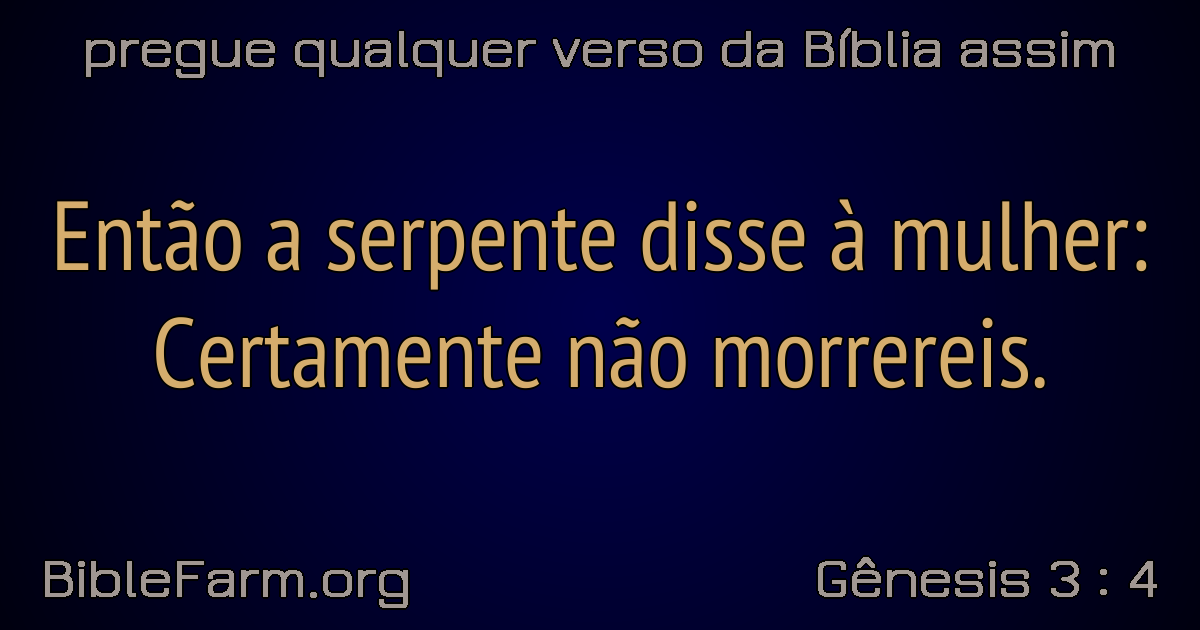 pregue qualquer verso da Bíblia assim
Então a serpente disse à mulher:
Certamente não morrereis.
BibleFarm.org
Gênesis 3 : 4